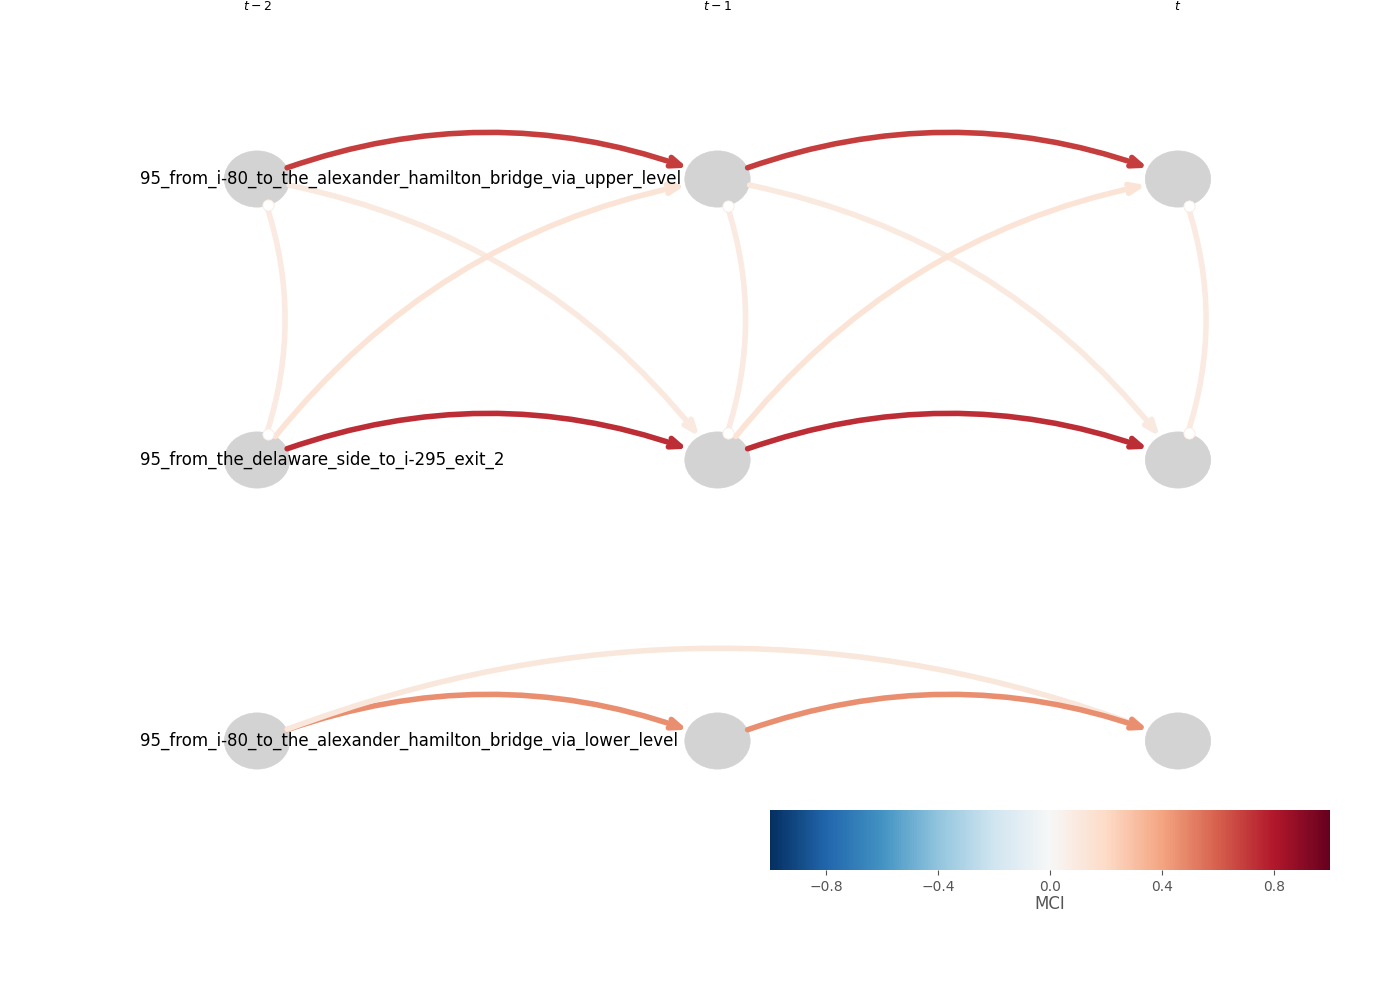 t − 2 t − 1 t
95_from_i-80_to_the_alexander_hamilton_bridge_via_upper_level
95_from_the_delaware_side_to_i-295_exit_2
95_from_i-80_to_the_alexander_hamilton_bridge_via_lower_level
−0.8 −0.4 0.0 0.4 0.8
MCI